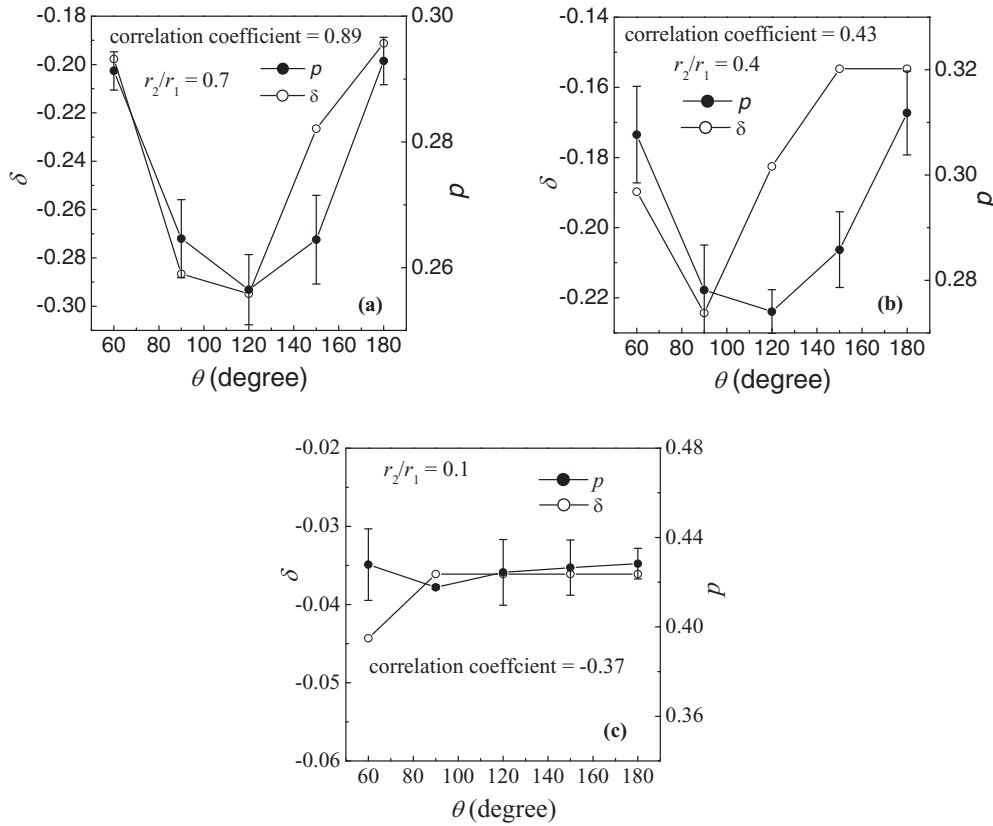 correlation coefficient = 0.89
r2/r1 = 0.7
p
δ
-0.18
-0.20
-0.22
-0.24
-0.26
-0.28
-0.30
δ
0.30
0.28
0.26
p
(a)
60 80 100 120 140 160 180
θ (degree)
correlation coefficient = 0.43
r2/r1 = 0.4
p
δ
-0.14
-0.16
-0.18
-0.20
-0.22
δ
0.32
0.30
0.28
p
(b)
60 80 100 120 140 160 180
θ (degree)
r2/r1 = 0.1
p
δ
-0.02
-0.03
-0.04
-0.05
-0.06
δ
0.48
0.44
0.40
0.36
p
correlation coeffcient = -0.37
(c)
60 80 100 120 140 160 180
θ (degree)